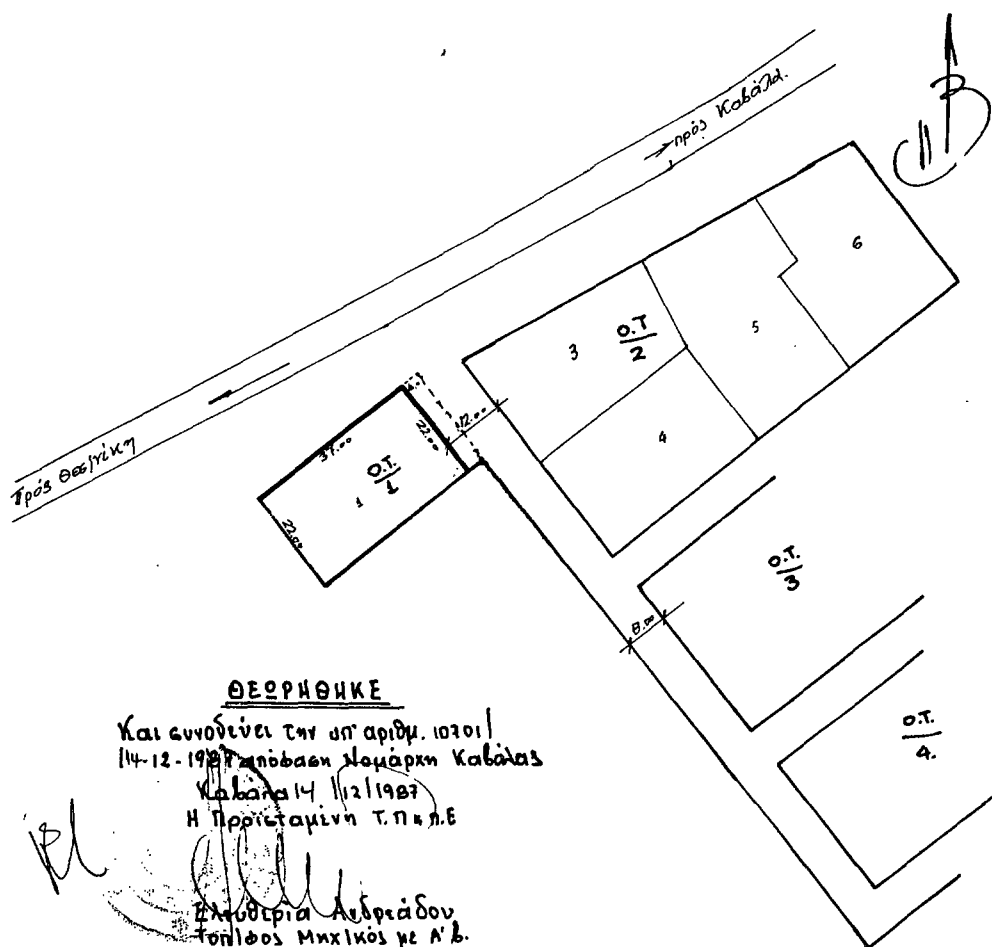 Β
πρός Καβάλα.
πρός Θεσ/νίκη
6
5
3
Ο.Τ
2
4
12.00
22.00
37.00
Ο.Τ.
1
1
22.00
Ο.Τ.
3
8.00
Ο.Τ.
4.
ΘΕΩΡΗΘΗΚΕ
Και συνοδεύει την υπ' αριθμ. 10701/
/14-12-1987 απόφαση Νομάρχη Καβάλας
Καβάλα 14/12/1987
Η Προϊσταμένη Τ.Π & Π.Ε
Ελευθερία Ανδρεάδου
Τοπ/φος Μηχ/κός με Α' β.